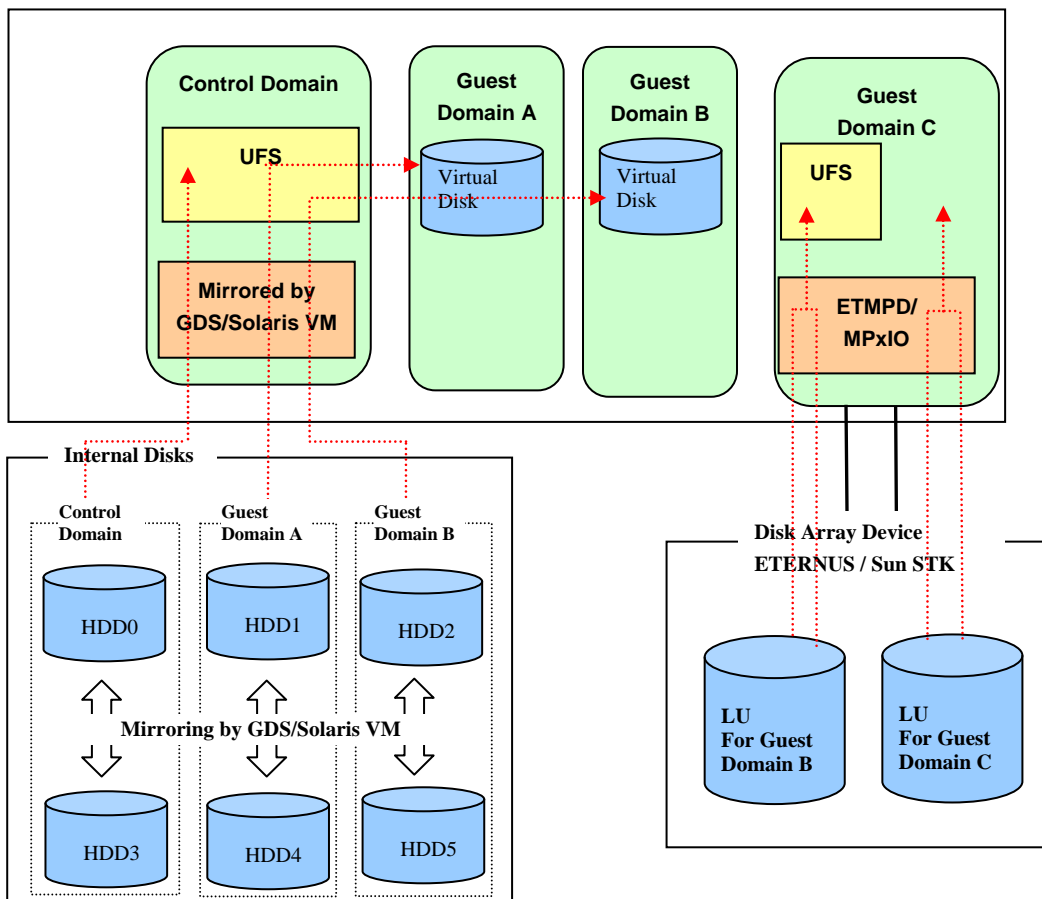 Control Domain
UFS
Mirrored by
GDS/Solaris VM
Guest
Domain A
Virtual
Disk
Guest
Domain B
Virtual
Disk
Guest
Domain C
UFS
ETMPD/
MPxIO
Internal Disks
Control
Domain
Guest
Domain A
Guest
Domain B
HDD0
HDD1
HDD2
Mirroring by GDS/Solaris VM
HDD3
HDD4
HDD5
Disk Array Device
ETERNUS / Sun STK
LU
For Guest
Domain B
LU
For Guest
Domain C